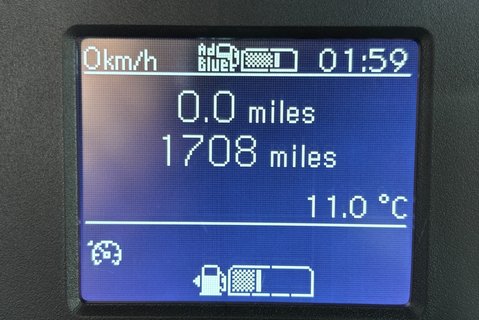 0km/h Ad Blue 01:59
0.0 miles
1708 miles
11.0 °C